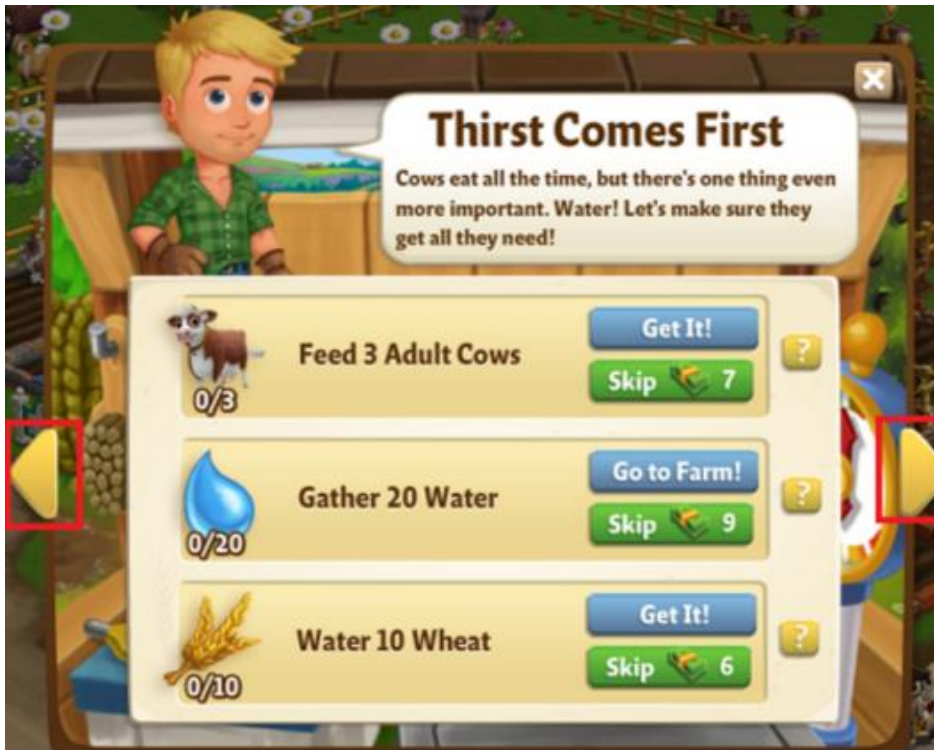 Thirst Comes First
Cows eat all the time, but there's one thing even
more important. Water! Let's make sure they
get all they need!
Feed 3 Adult Cows
0/3
Get It!
Skip 7
?
Gather 20 Water
0/20
Go to Farm!
Skip 9
?
Water 10 Wheat
0/10
Get It!
Skip 6
?